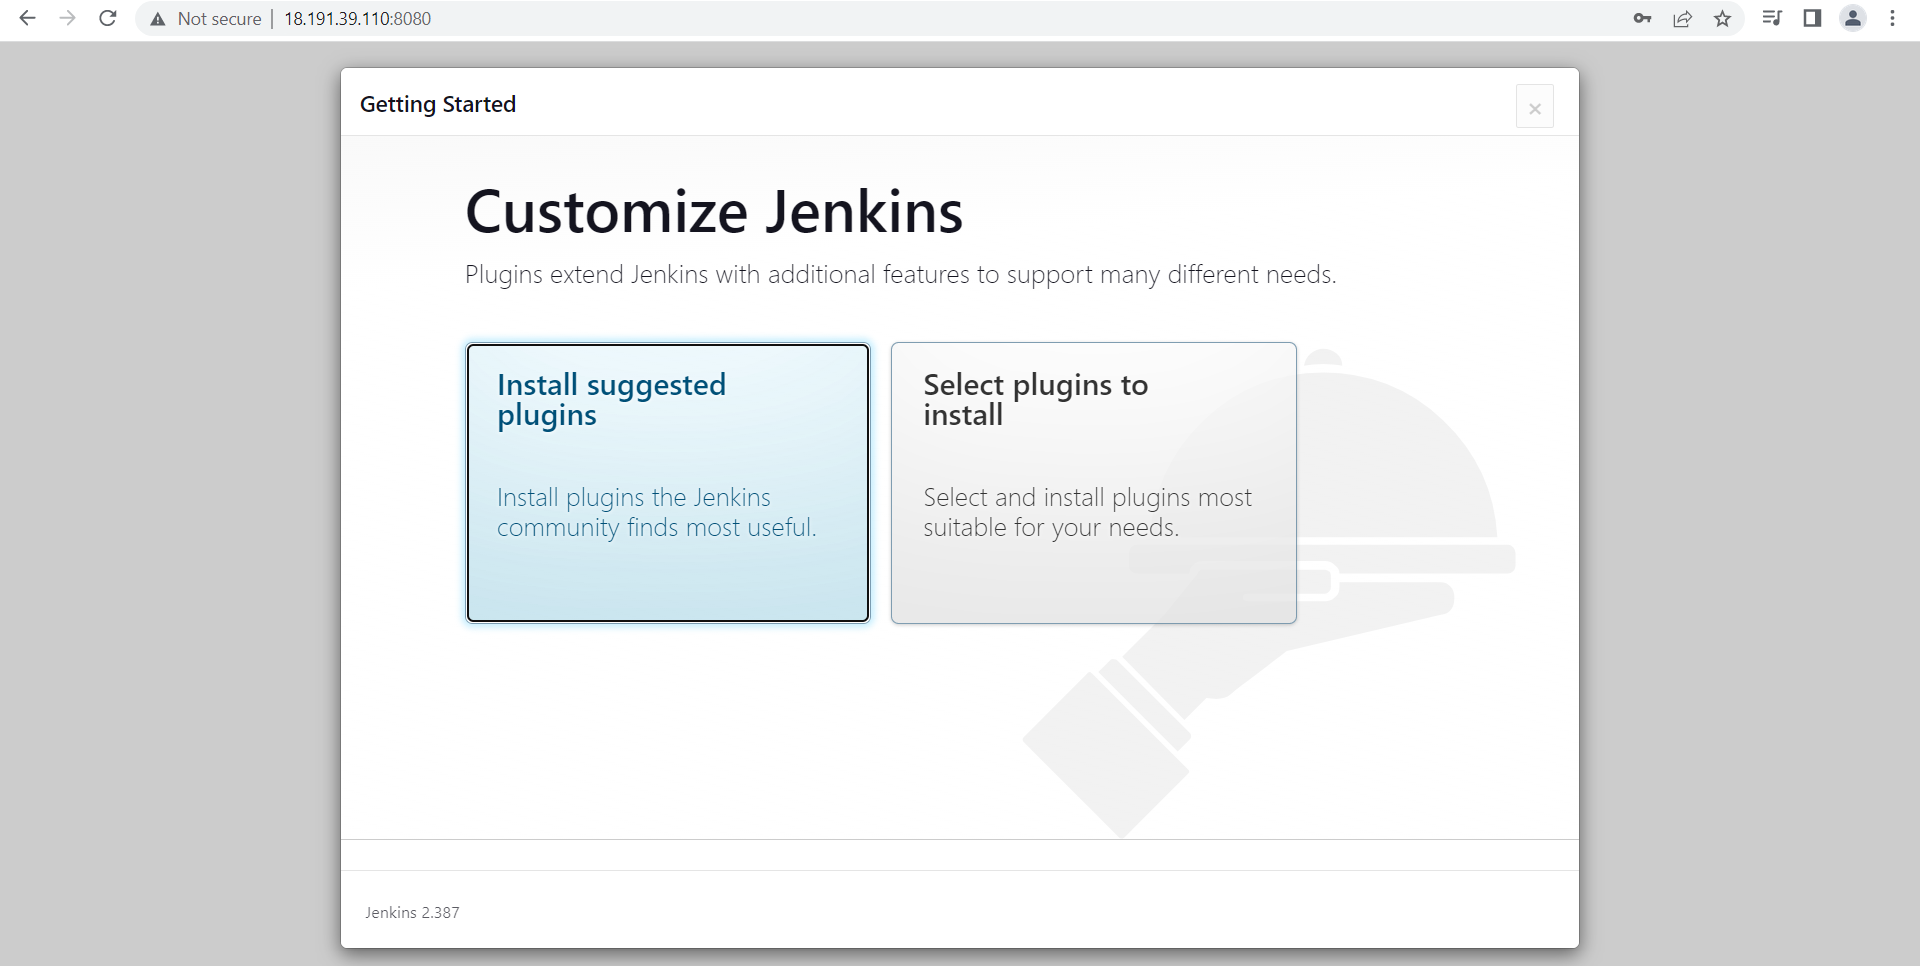 Not secure | 18.191.39.110:8080
Getting Started
×
Customize Jenkins
Plugins extend Jenkins with additional features to support many different needs.
Install suggested
plugins
Install plugins the Jenkins
community finds most useful.
Select plugins to
install
Select and install plugins most
suitable for your needs.
Jenkins 2.387